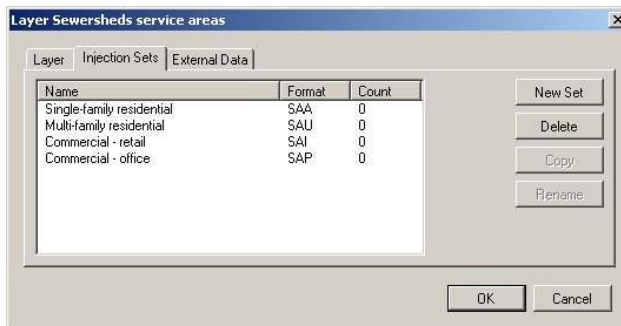 Layer Sewersheds service areas
Layer Injection Sets External Data
Name Format Count
Single-family residential SAA 0
Multi-family residential SAU 0
Commercial - retail SAI 0
Commercial - office SAP 0
New Set
Delete
Copy
Rename
OK Cancel